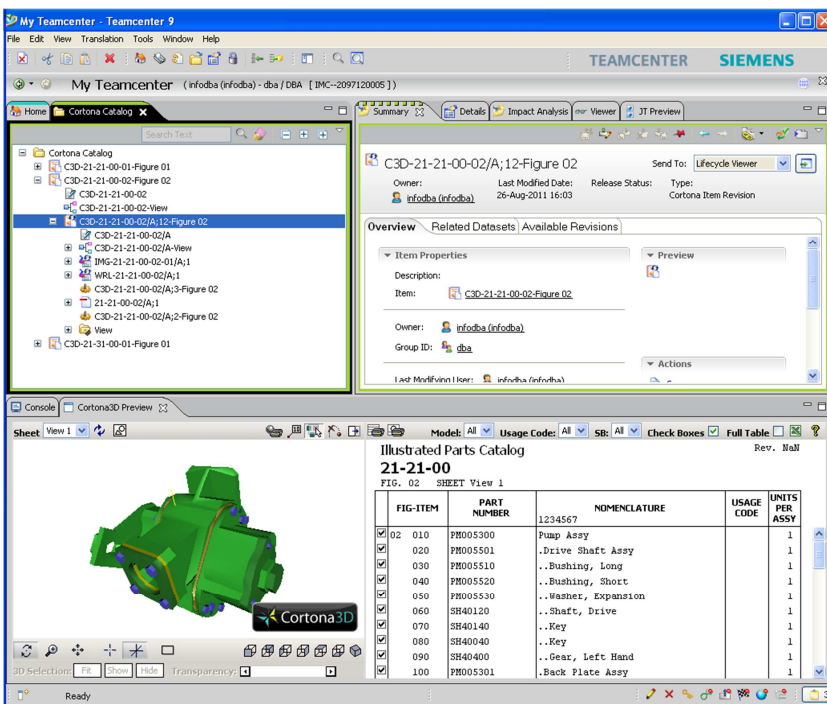 My Teamcenter - Teamcenter 9
File Edit View Translation Tools Window Help
TEAMCENTER SIEMENS
My Teamcenter ( infodba (infodba) - dba / DBA [ IMC--2097120005 ] )
Home Cortona Catalog
Search Text
Cortona Catalog
C3D-21-21-00-01-Figure 01
C3D-21-21-00-02-Figure 02
C3D-21-21-00-02
C3D-21-21-00-02-View
C3D-21-21-00-02/A;12-Figure 02
C3D-21-21-00-02/A
C3D-21-21-00-02/A-View
IMG-21-21-00-02-01/A;1
WRL-21-21-00-02/A;1
C3D-21-21-00-02/A;3-Figure 02
21-21-00-02/A;1
C3D-21-21-00-02/A;2-Figure 02
View
C3D-21-31-00-01-Figure 01
Summary Details Impact Analysis Viewer JT Preview
C3D-21-21-00-02/A;12-Figure 02 Send To: Lifecycle Viewer
Owner: Last Modified Date: Release Status: Type:
infodba (infodba) 26-Aug-2011 16:03 Cortona Item Revision
Overview Related Datasets Available Revisions
Item Properties
Description:
Item: C3D-21-21-00-02-Figure 02
Owner: infodba (infodba)
Group ID: dba
Last Modifying User: infodba (infodba)
Preview
Actions
Console Cortona3D Preview
Sheet View 1
Model: All Usage Code: All SB: All Check Boxes Full Table
Illustrated Parts Catalog Rev. NaN
21-21-00
FIG. 02 SHEET View 1
FIG-ITEM PART NUMBER NOMENCLATURE 1234567 USAGE CODE UNITS PER ASSY
02 010 PM005300 Pump Assy 1
020 PM005501 .Drive Shaft Assy 1
030 PM005510 ..Bushing, Long 1
040 PM005520 ..Bushing, Short 1
050 PM005530 ..Washer, Expansion 1
060 SH40120 ..Shaft, Drive 1
070 SH40140 ..Key 1
080 SH40040 ..Key 1
090 SH40400 ..Gear, Left Hand 1
100 PM005301 .Back Plate Assy 1
Cortona3D
3D Selection: Fit Show Hide Transparency:
Ready